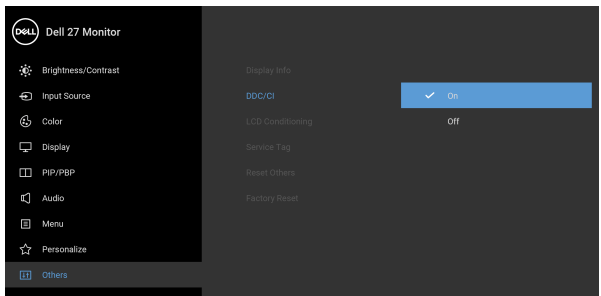 DELL
Dell 27 Monitor
Brightness/Contrast
Display Info
Input Source
DDC/CI
On
Color
LCD Conditioning
Off
Display
Service Tag
PIP/PBP
Reset Others
Audio
Factory Reset
Menu
Personalize
Others